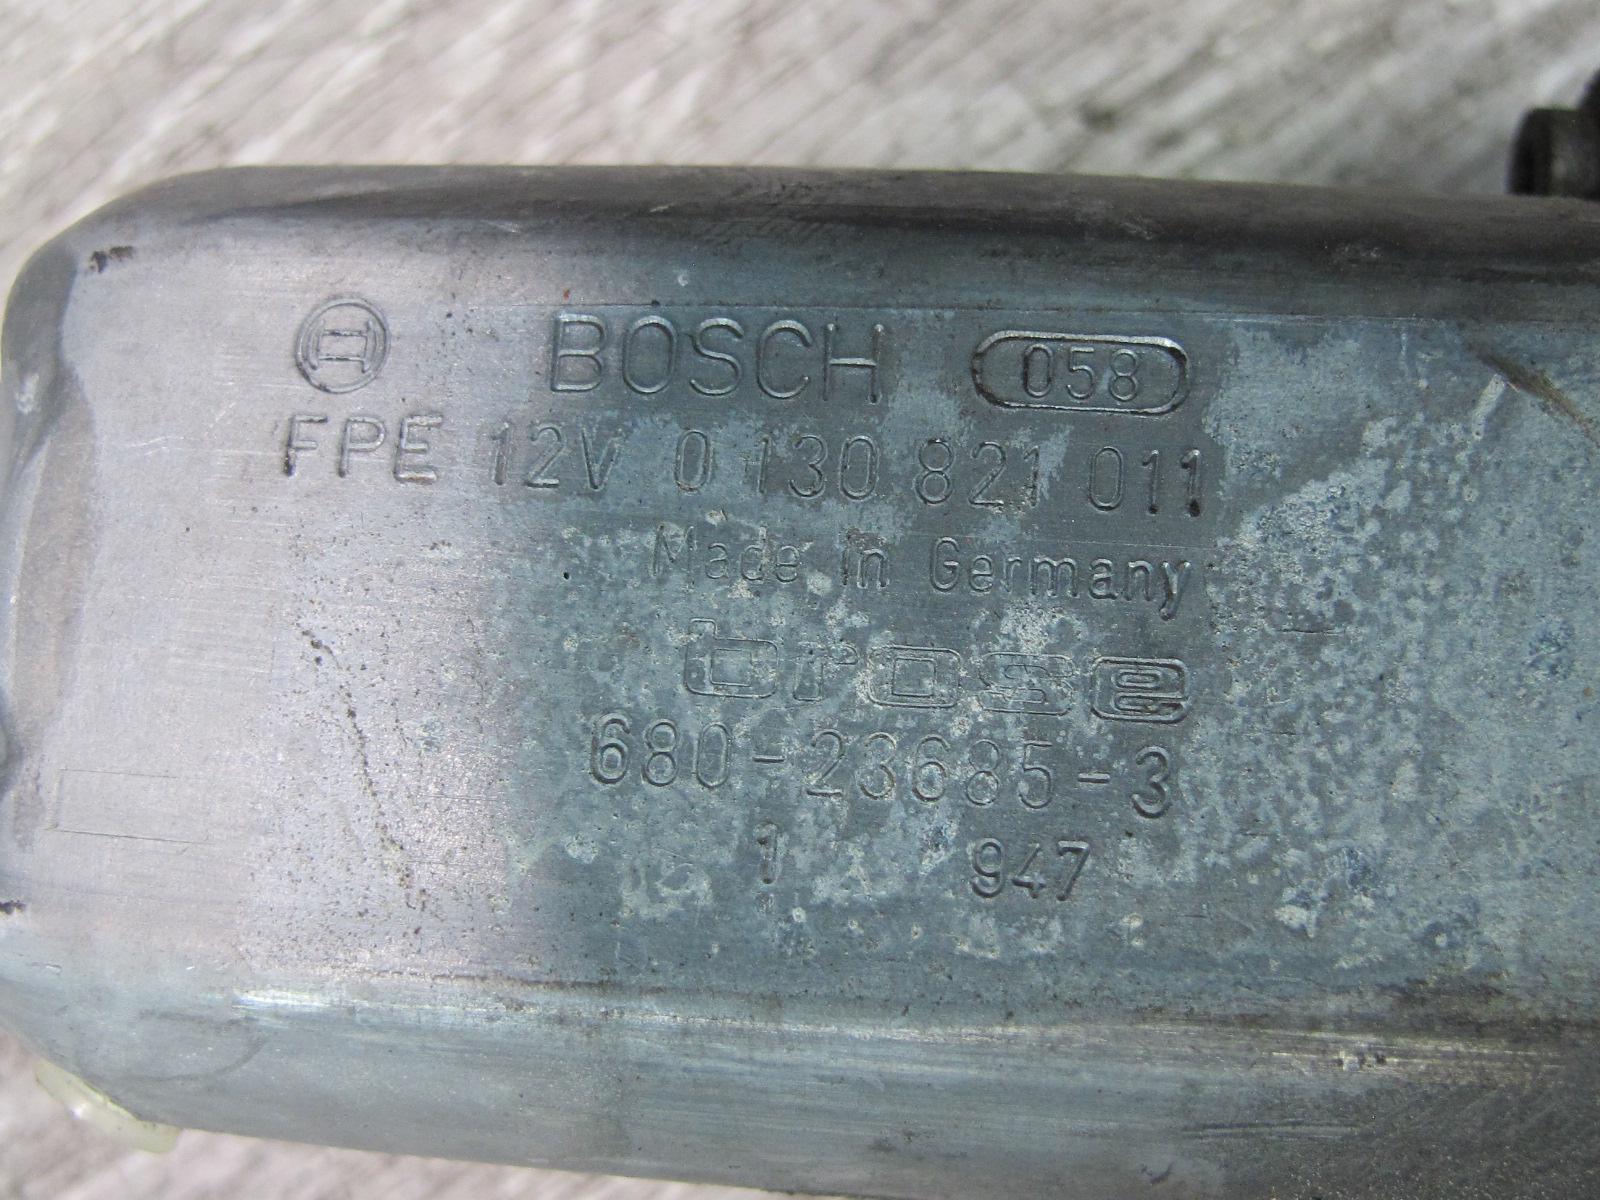 BOSCH 058
FPE 12V 0 130 821 011
Made in Germany
brose
680-23685-3
1 947